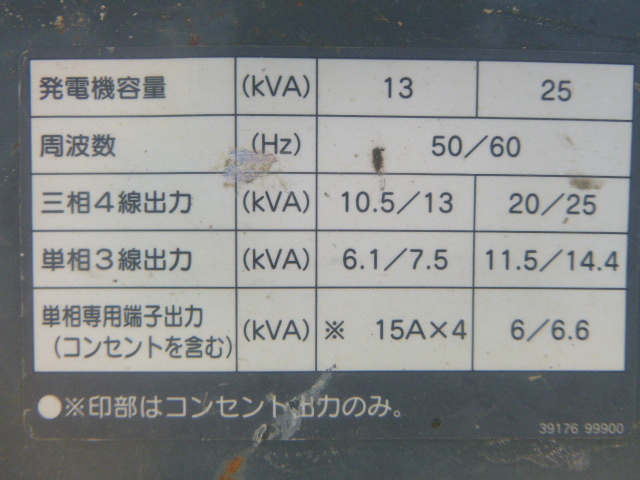 発電機容量 (kVA) 13 25
周波数 (Hz) 50/60
三相4線出力 (kVA) 10.5/13 20/25
単相3線出力 (kVA) 6.1/7.5 11.5/14.4
単相専用端子出力
(コンセントを含む) (kVA) ※ 15A×4 6/6.6
●※印部はコンセント出力のみ。
39176 99900